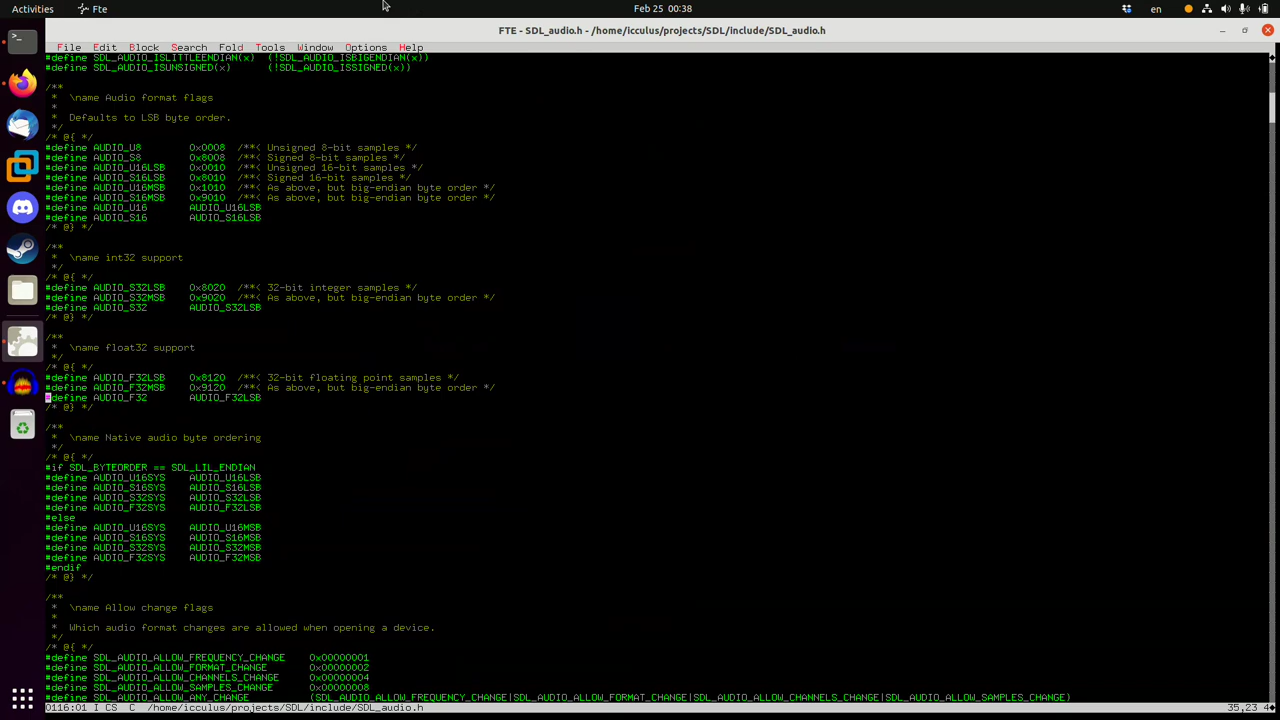 Activities Fte Feb 25 00:38 en
FTE - SDL_audio.h - /home/icculus/projects/SDL/include/SDL_audio.h
File Edit Block Search Fold Tools Window Options Help
#define SDL_AUDIO_ISLITTLEENDIAN(x) (!SDL_AUDIO_ISBIGENDIAN(x))
#define SDL_AUDIO_ISUNSIGNED(x) (!SDL_AUDIO_ISSIGNED(x))
/**
* \name Audio format flags
*
* Defaults to LSB byte order.
*/
/* @{ */
#define AUDIO_U8 0x0008 /**< Unsigned 8-bit samples */
#define AUDIO_S8 0x8008 /**< Signed 8-bit samples */
#define AUDIO_U16LSB 0x0010 /**< Unsigned 16-bit samples */
#define AUDIO_S16LSB 0x8010 /**< Signed 16-bit samples */
#define AUDIO_U16MSB 0x1010 /**< As above, but big-endian byte order */
#define AUDIO_S16MSB 0x9010 /**< As above, but big-endian byte order */
#define AUDIO_U16 AUDIO_U16LSB
#define AUDIO_S16 AUDIO_S16LSB
/* @} */
/**
* \name int32 support
*/
/* @{ */
#define AUDIO_S32LSB 0x8020 /**< 32-bit integer samples */
#define AUDIO_S32MSB 0x9020 /**< As above, but big-endian byte order */
#define AUDIO_S32 AUDIO_S32LSB
/* @} */
/**
* \name float32 support
*/
/* @{ */
#define AUDIO_F32LSB 0x8120 /**< 32-bit floating point samples */
#define AUDIO_F32MSB 0x9120 /**< As above, but big-endian byte order */
#define AUDIO_F32 AUDIO_F32LSB
/* @} */
/**
* \name Native audio byte ordering
*/
/* @{ */
#if SDL_BYTEORDER == SDL_LIL_ENDIAN
#define AUDIO_U16SYS AUDIO_U16LSB
#define AUDIO_S16SYS AUDIO_S16LSB
#define AUDIO_S32SYS AUDIO_S32LSB
#define AUDIO_F32SYS AUDIO_F32LSB
#else
#define AUDIO_U16SYS AUDIO_U16MSB
#define AUDIO_S16SYS AUDIO_S16MSB
#define AUDIO_S32SYS AUDIO_S32MSB
#define AUDIO_F32SYS AUDIO_F32MSB
#endif
/* @} */
/**
* \name Allow change flags
*
* Which audio format changes are allowed when opening a device.
*/
/* @{ */
#define SDL_AUDIO_ALLOW_FREQUENCY_CHANGE 0x00000001
#define SDL_AUDIO_ALLOW_FORMAT_CHANGE 0x00000002
#define SDL_AUDIO_ALLOW_CHANNELS_CHANGE 0x00000004
#define SDL_AUDIO_ALLOW_SAMPLES_CHANGE 0x00000008
#define SDL_AUDIO_ALLOW_ANY_CHANGE (SDL_AUDIO_ALLOW_FREQUENCY_CHANGE|SDL_AUDIO_ALLOW_FORMAT_CHANGE|SDL_AUDIO_ALLOW_CHANNELS_CHANGE|SDL_AUDIO_ALLOW_SAMPLES_CHANGE)
0116:01 I CS C /home/icculus/projects/SDL/include/SDL_audio.h 35,23 4